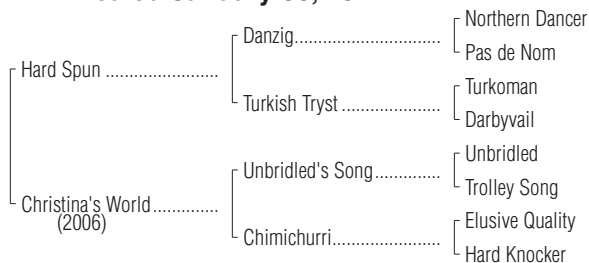 Northern Dancer
Danzig
Pas de Nom
Hard Spun
Turkoman
Turkish Tryst
Darbyvail
Unbridled
Unbridled's Song
Trolley Song
Christina's World
(2006)
Elusive Quality
Chimichurri
Hard Knocker